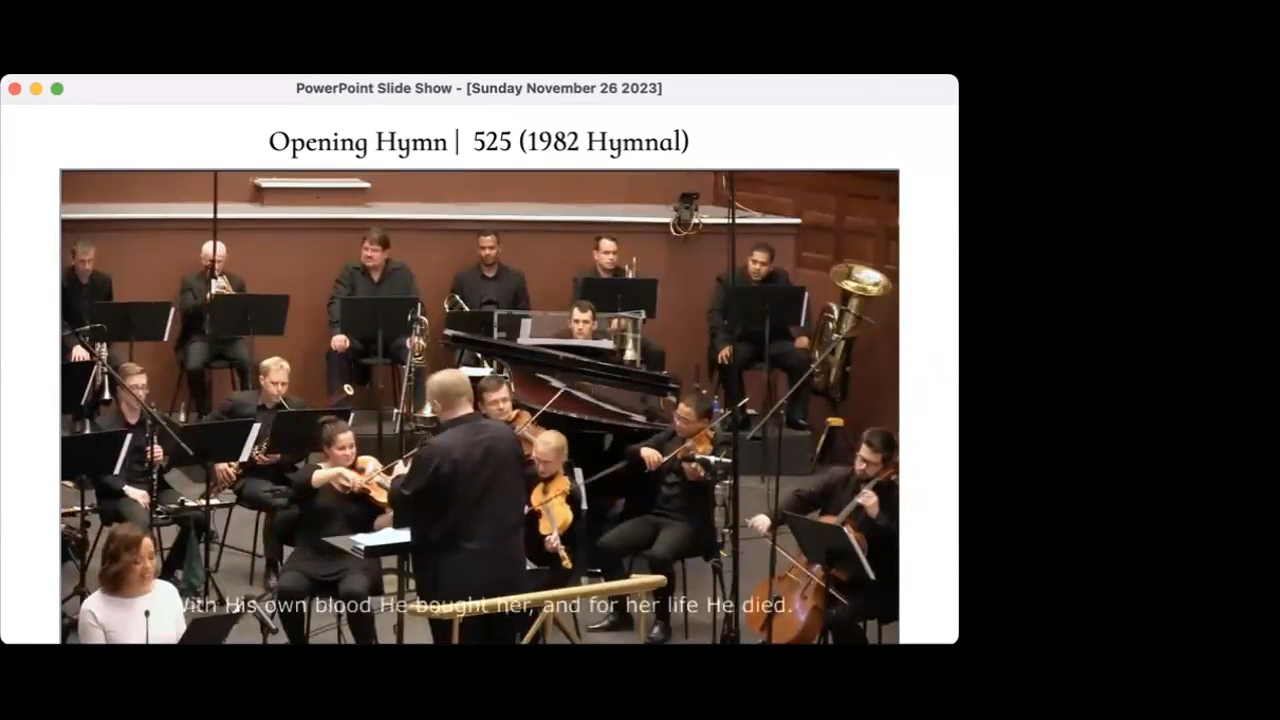 PowerPoint Slide Show - [Sunday November 26 2023]
Opening Hymn | 525 (1982 Hymnal)
With His own blood He bought her, and for her life He died.